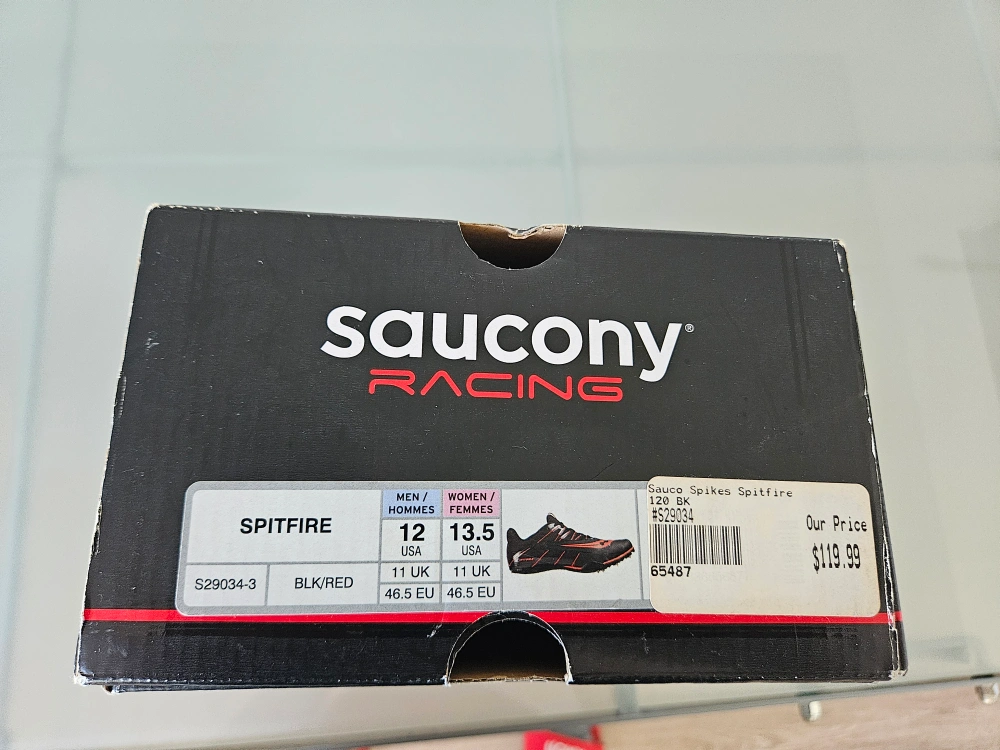 saucony®
RACING
SPITFIRE
S29034-3
BLK/RED
MEN /
HOMMES
12
USA
11 UK
46.5 EU
WOMEN /
FEMMES
13.5
USA
11 UK
46.5 EU
Sauco Spikes Spitfire
120 BK
#S29034
65487
Our Price
$119.99